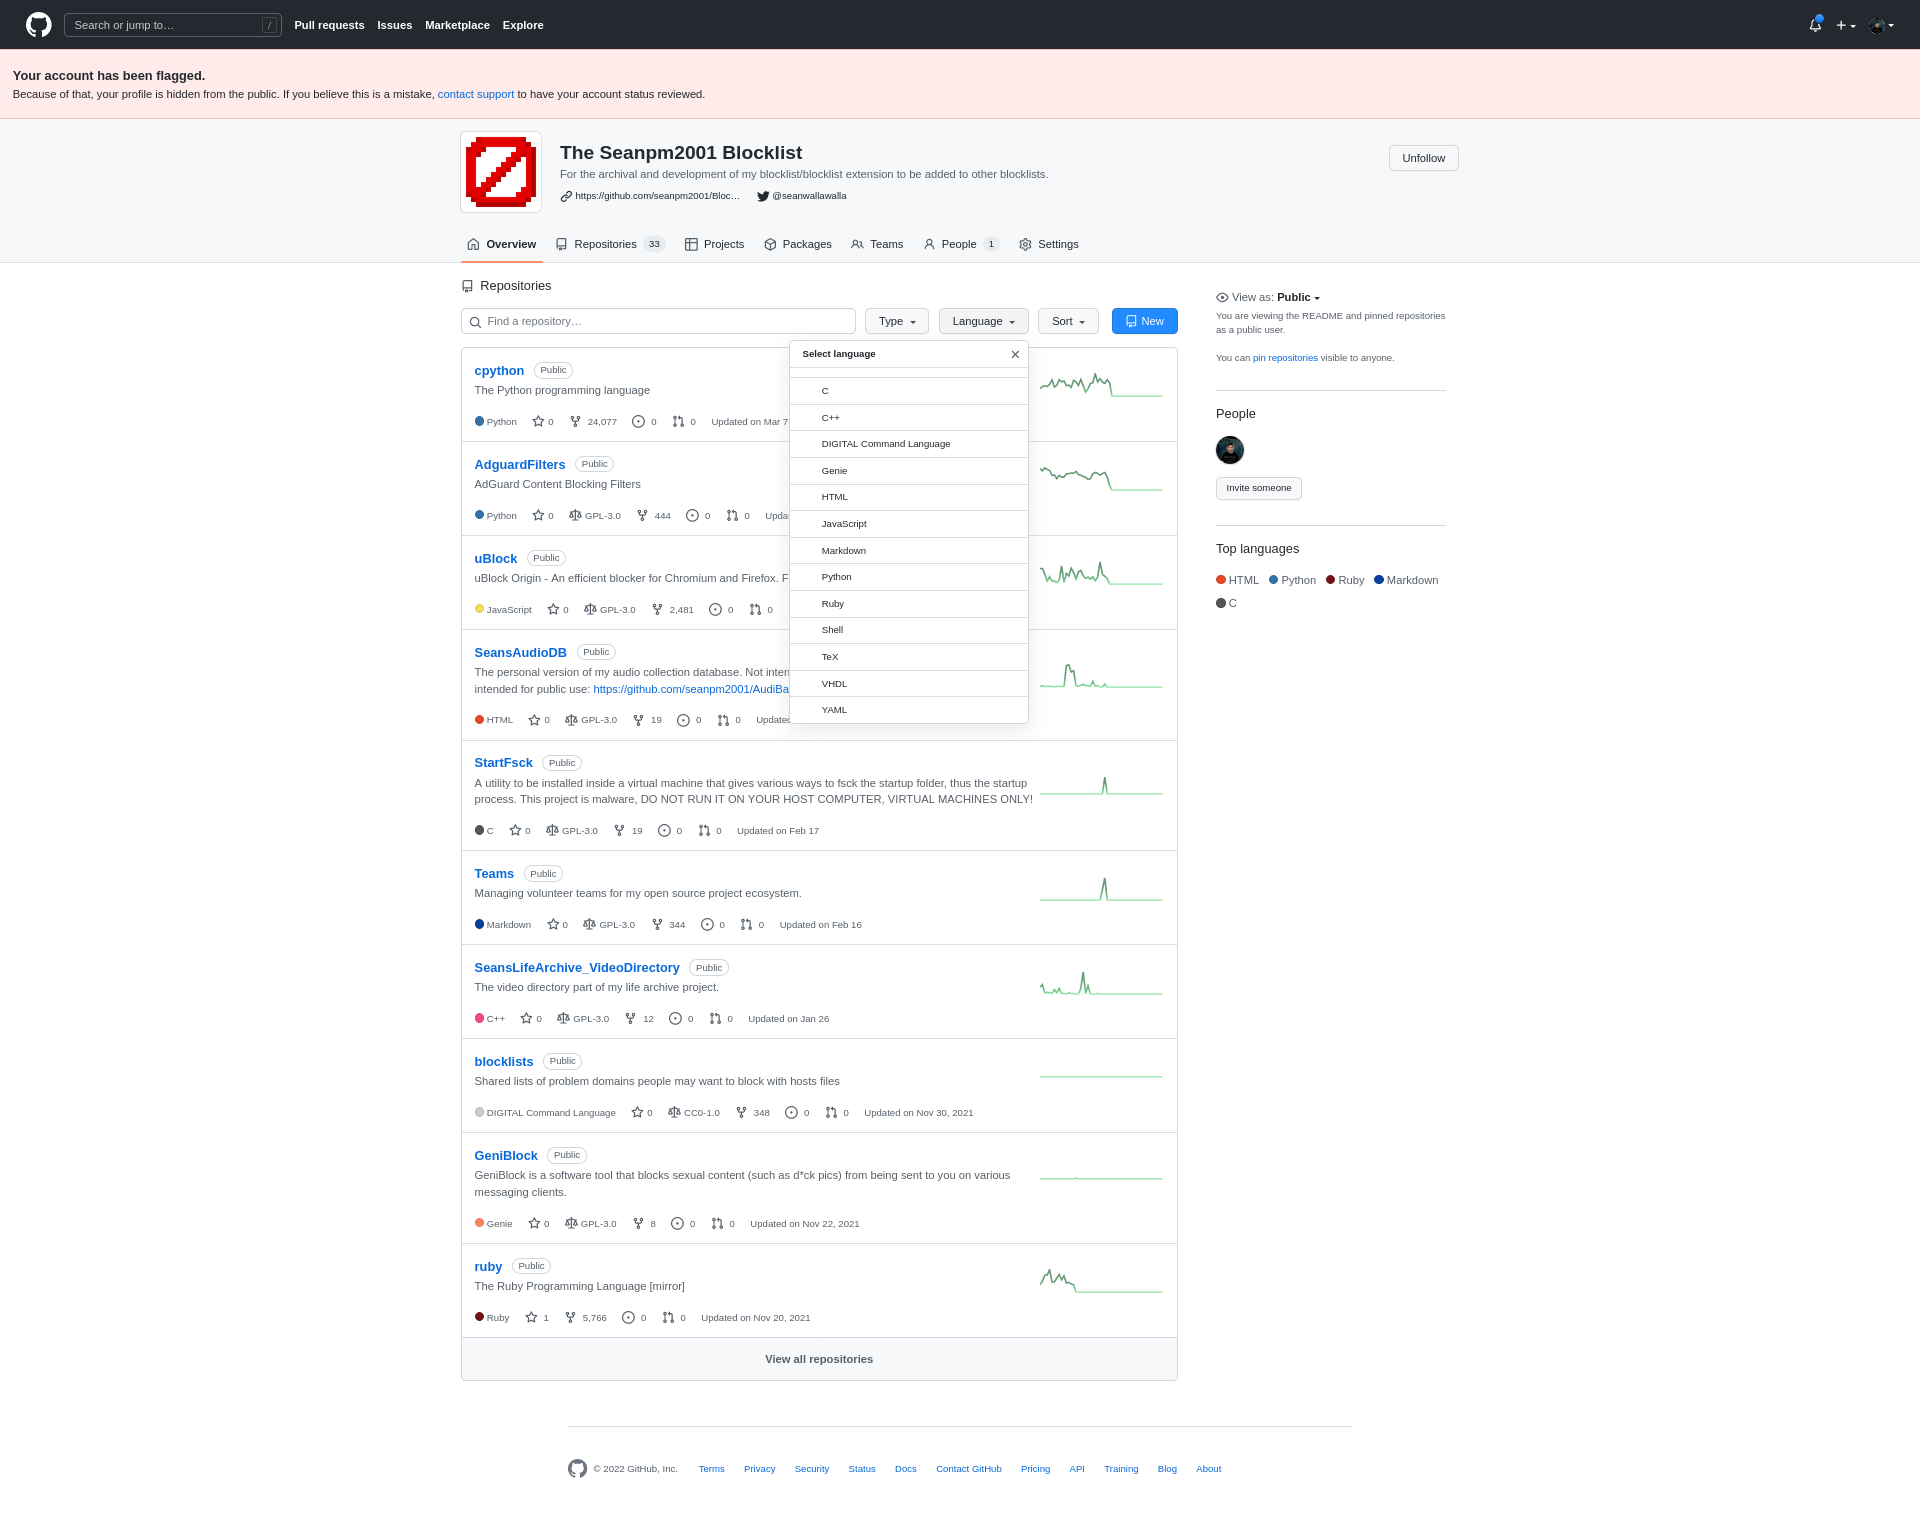 Search or jump to…
/
Pull requests
Issues
Marketplace
Explore
Your account has been flagged.
Because of that, your profile is hidden from the public. If you believe this is a mistake, contact support to have your account status reviewed.
The Seanpm2001 Blocklist
For the archival and development of my blocklist/blocklist extension to be added to other blocklists.
https://github.com/seanpm2001/Bloc…
@seanwallawalla
Unfollow
Overview
Repositories 33
Projects
Packages
Teams
People 1
Settings
Repositories
Find a repository…
Type
Language
Sort
New
Select language
C
C++
DIGITAL Command Language
Genie
HTML
JavaScript
Markdown
Python
Ruby
Shell
TeX
VHDL
YAML
cpython Public
The Python programming language
Python 0 24,077 0 0 Updated on Mar 7
AdguardFilters Public
AdGuard Content Blocking Filters
Python 0 GPL-3.0 444 0 0 Upda
uBlock Public
uBlock Origin - An efficient blocker for Chromium and Firefox. F
JavaScript 0 GPL-3.0 2,481 0 0
SeansAudioDB Public
The personal version of my audio collection database. Not inten
intended for public use: https://github.com/seanpm2001/AudiBa
HTML 0 GPL-3.0 19 0 0 Updated
StartFsck Public
A utility to be installed inside a virtual machine that gives various ways to fsck the startup folder, thus the startup
process. This project is malware, DO NOT RUN IT ON YOUR HOST COMPUTER, VIRTUAL MACHINES ONLY!
C 0 GPL-3.0 19 0 0 Updated on Feb 17
Teams Public
Managing volunteer teams for my open source project ecosystem.
Markdown 0 GPL-3.0 344 0 0 Updated on Feb 16
SeansLifeArchive_VideoDirectory Public
The video directory part of my life archive project.
C++ 0 GPL-3.0 12 0 0 Updated on Jan 26
blocklists Public
Shared lists of problem domains people may want to block with hosts files
DIGITAL Command Language 0 CC0-1.0 348 0 0 Updated on Nov 30, 2021
GeniBlock Public
GeniBlock is a software tool that blocks sexual content (such as d*ck pics) from being sent to you on various
messaging clients.
Genie 0 GPL-3.0 8 0 0 Updated on Nov 22, 2021
ruby Public
The Ruby Programming Language [mirror]
Ruby 1 5,766 0 0 Updated on Nov 20, 2021
View all repositories
View as: Public
You are viewing the README and pinned repositories
as a public user.
You can pin repositories visible to anyone.
People
Invite someone
Top languages
HTML Python Ruby Markdown
C
© 2022 GitHub, Inc.
Terms
Privacy
Security
Status
Docs
Contact GitHub
Pricing
API
Training
Blog
About